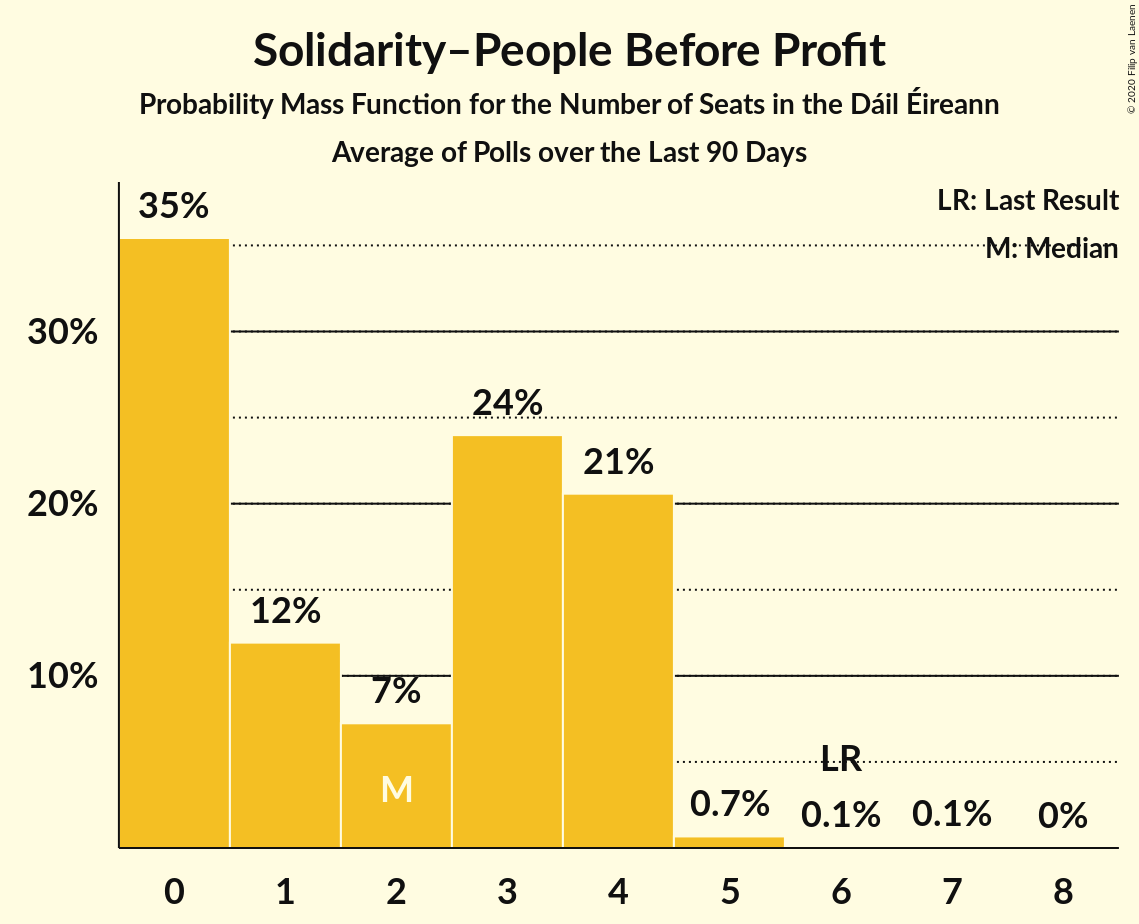 Solidarity–People Before Profit
Probability Mass Function for the Number of Seats in the Dáil Éireann
Average of Polls over the Last 90 Days
© 2020 Filip van Laenen
LR: Last Result
M: Median
35%
30%
24%
21%
20%
12%
10%
7%
M
LR
0.7%
0.1%
0.1%
0%
0 1 2 3 4 5 6 7 8